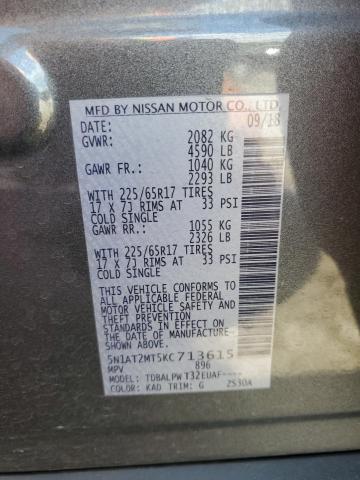 MFD BY NISSAN MOTOR CO., LTD.
DATE: 09/18
GVWR: 2082 KG
4590 LB
GAWR FR.: 1040 KG
2293 LB
WITH 225/65R17 TIRES
17 X 7J RIMS AT 33 PSI
COLD SINGLE
GAWR RR.: 1055 KG
2326 LB
WITH 225/65R17 TIRES
17 X 7J RIMS AT 33 PSI
COLD SINGLE
THIS VEHICLE CONFORMS TO
ALL APPLICABLE FEDERAL
MOTOR VEHICLE SAFETY AND
THEFT PREVENTION
STANDARDS IN EFFECT ON
THE DATE OF MANUFACTURE
SHOWN ABOVE.
5N1AT2MT5KC713615
MPV 896
MODEL: TDBALPW T32EUAF----
COLOR: KAD TRIM: G 2S30A